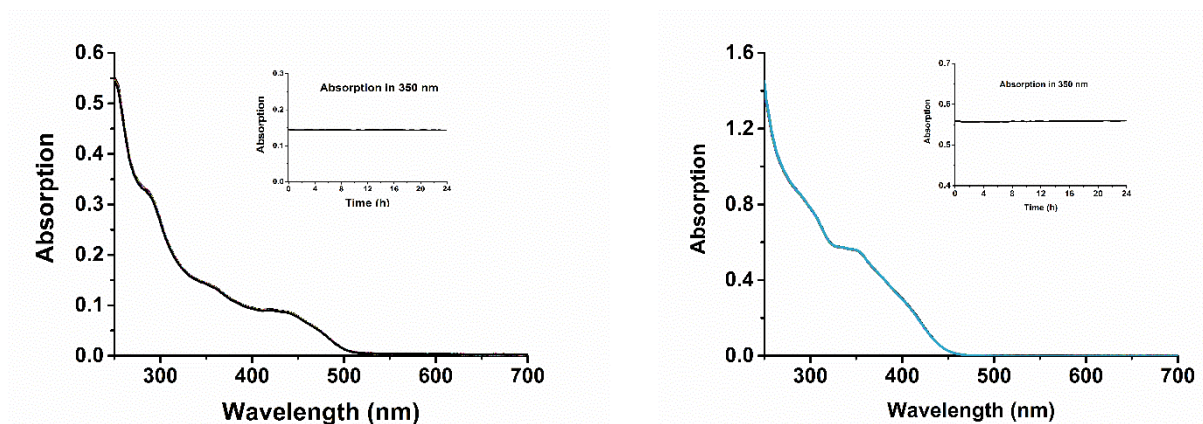 0.6
0.5
0.4
0.3
0.2
0.1
0.0
Absorption
300 400 500 600 700
Wavelength (nm)
Absorption in 350 nm
0.3
0.2
0.1
0.0
Absorption
0 4 8 12 16 20 24
Time (h)
1.6
1.2
0.8
0.4
0.0
Absorption
300 400 500 600 700
Wavelength (nm)
Absorption in 350 nm
0.7
0.6
0.5
0.4
Absorption
0 4 8 12 16 20 24
Time (h)